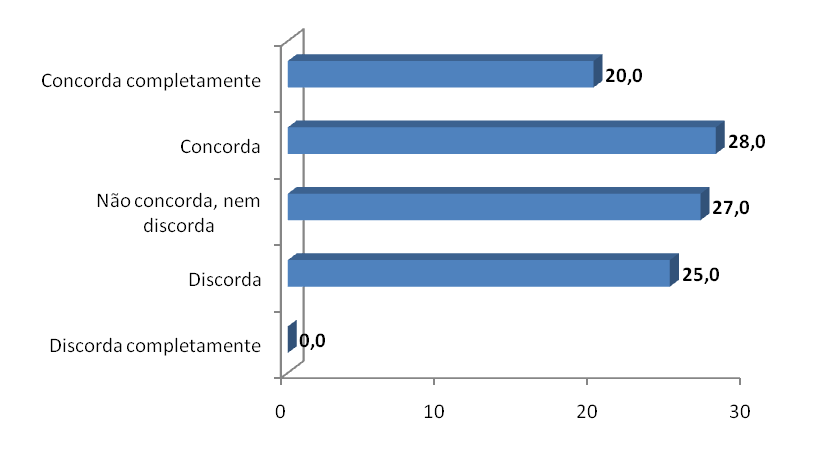 Concorda completamente
20,0
Concorda
28,0
Não concorda, nem
discorda
27,0
Discorda
25,0
Discorda completamente
0,0
0
10
20
30